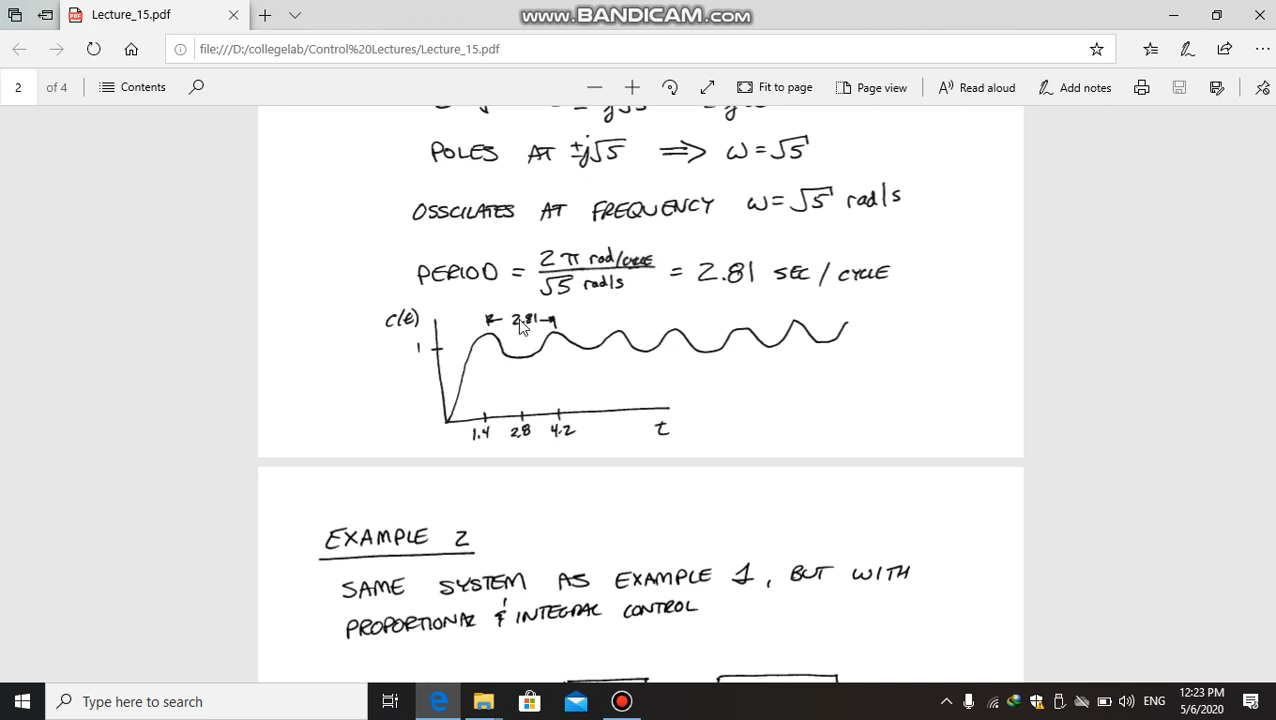 Lecture_15.pdf
www.BANDICAM.com
file:///D:/collegelab/Control%20Lectures/Lecture_15.pdf
2 of 4
Contents
Fit to page
Page view
Read aloud
Add notes
POLES AT ±j√5 ⟹ ω = √5
OSSCILATES AT FREQUENCY ω = √5 rad/s
PERIOD = 2π rad/cycle / √5 rad/s = 2.81 SEC / CYCLE
c(t)
2.81
1
1.4 2.8 4.2 t
EXAMPLE 2
SAME SYSTEM AS EXAMPLE 1, BUT WITH
PROPORTIONAL & INTEGRAL CONTROL
Type here to search
ENG
12:23 PM
5/6/2020